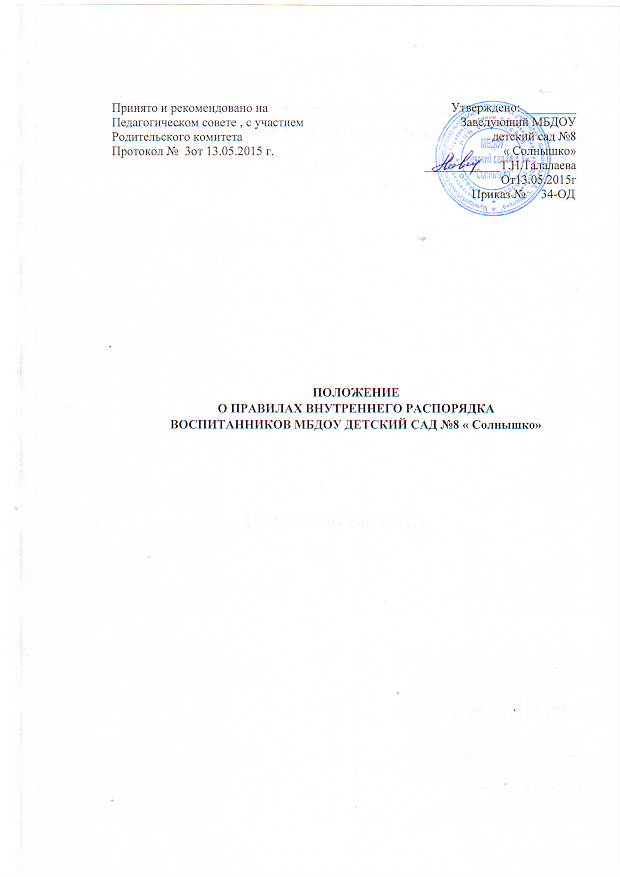 Принято и рекомендовано на
Педагогическом совете , с участием
Родительского комитета
Протокол № 3от 13.05.2015 г.
Утверждено:
Заведующий МБДОУ
детский сад №8
« Солнышко»
Т.Н.Талалаева
От13.05.2015г
Приказ № 34-ОД
МБДОУ
ПОЛОЖЕНИЕ
О ПРАВИЛАХ ВНУТРЕННЕГО РАСПОРЯДКА
ВОСПИТАННИКОВ МБДОУ ДЕТСКИЙ САД №8 « Солнышко»